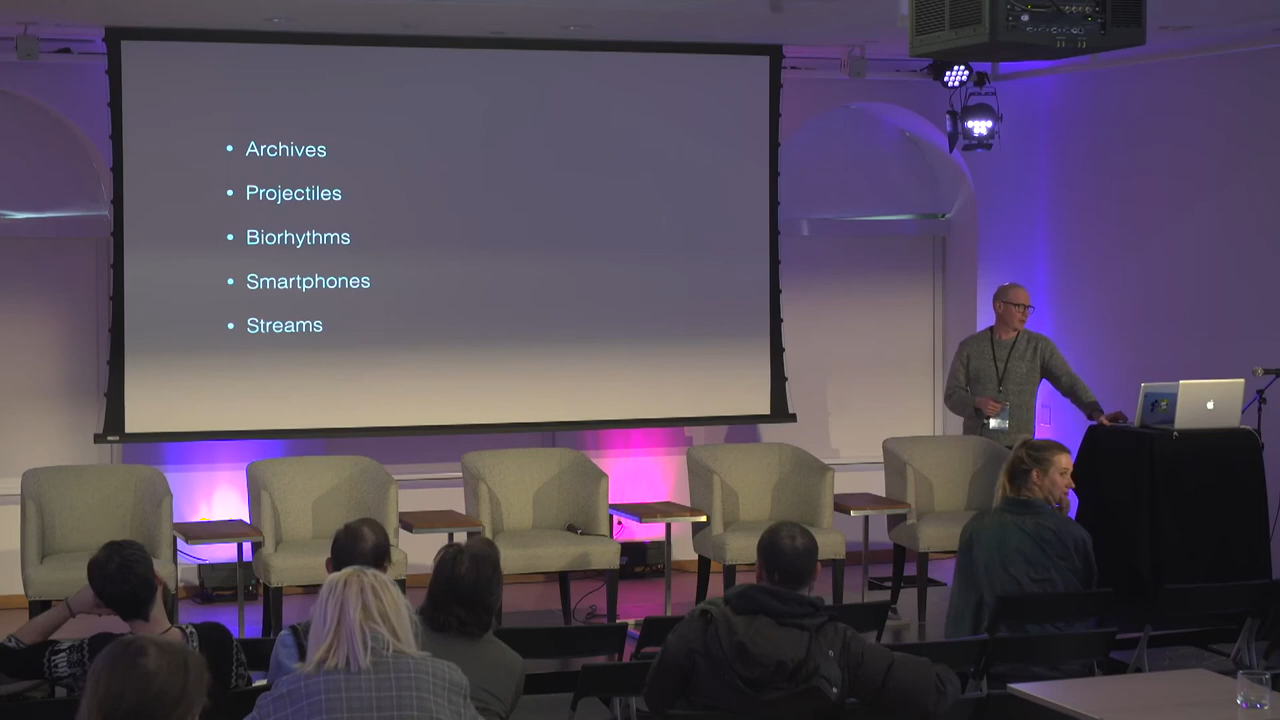 • Archives
• Projectiles
• Biorhythms
• Smartphones
• Streams